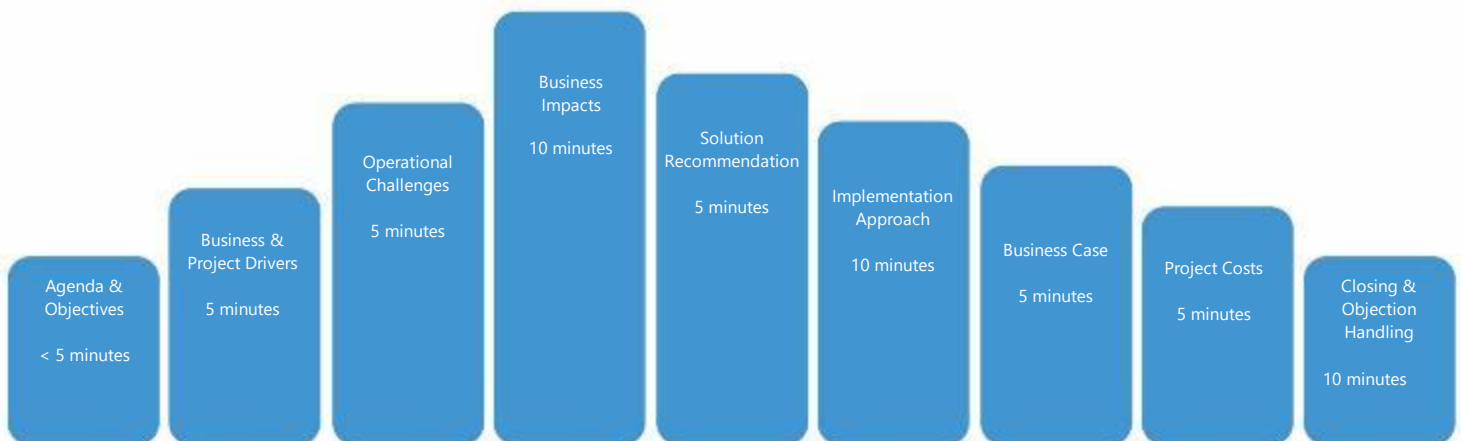 Agenda &
Objectives
< 5 minutes
Business &
Project Drivers
5 minutes
Operational
Challenges
5 minutes
Business
Impacts
10 minutes
Solution
Recommendation
5 minutes
Implementation
Approach
10 minutes
Business Case
5 minutes
Project Costs
5 minutes
Closing &
Objection
Handling
10 minutes